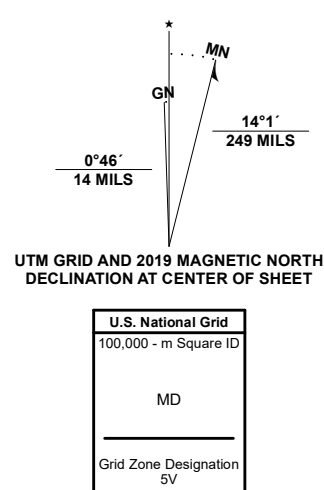 ★
MN
GN
14°1´
249 MILS
0°46´
14 MILS
UTM GRID AND 2019 MAGNETIC NORTH
DECLINATION AT CENTER OF SHEET
U.S. National Grid
100,000 - m Square ID
MD
Grid Zone Designation
5V